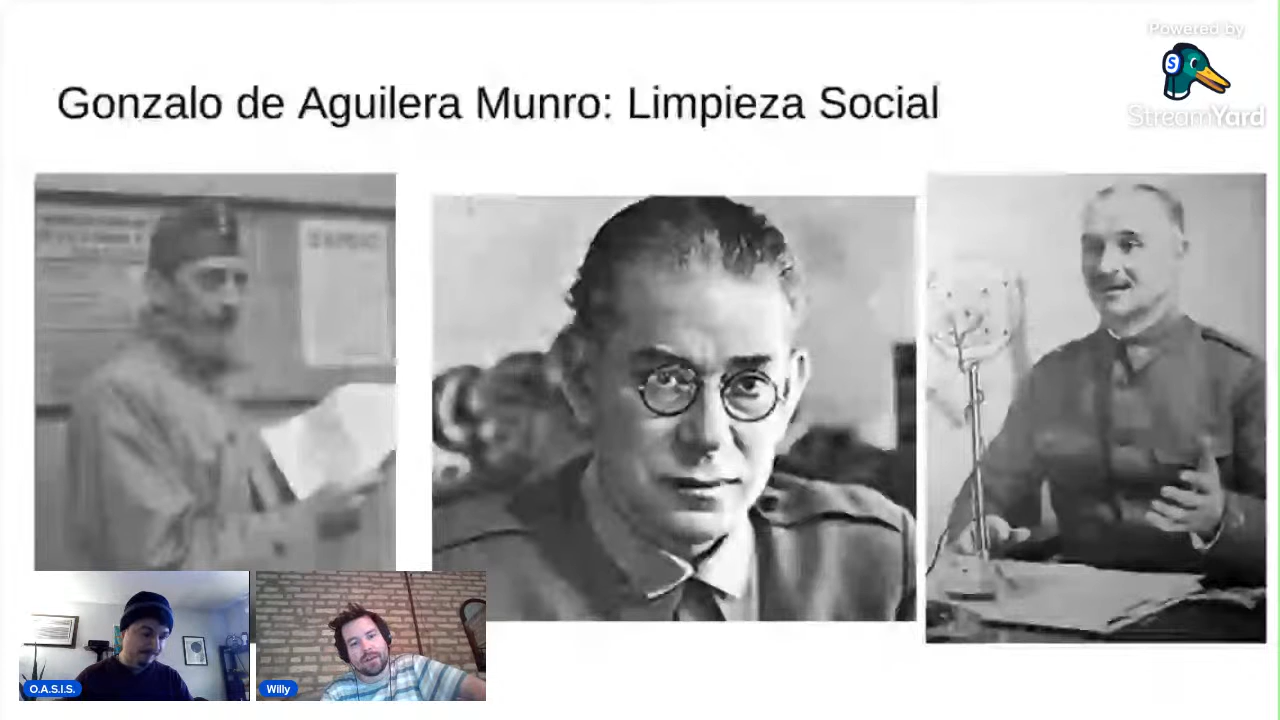 Powered by
Gonzalo de Aguilera Munro: Limpieza Social
S
StreamYard
O.A.S.I.S.
Willy